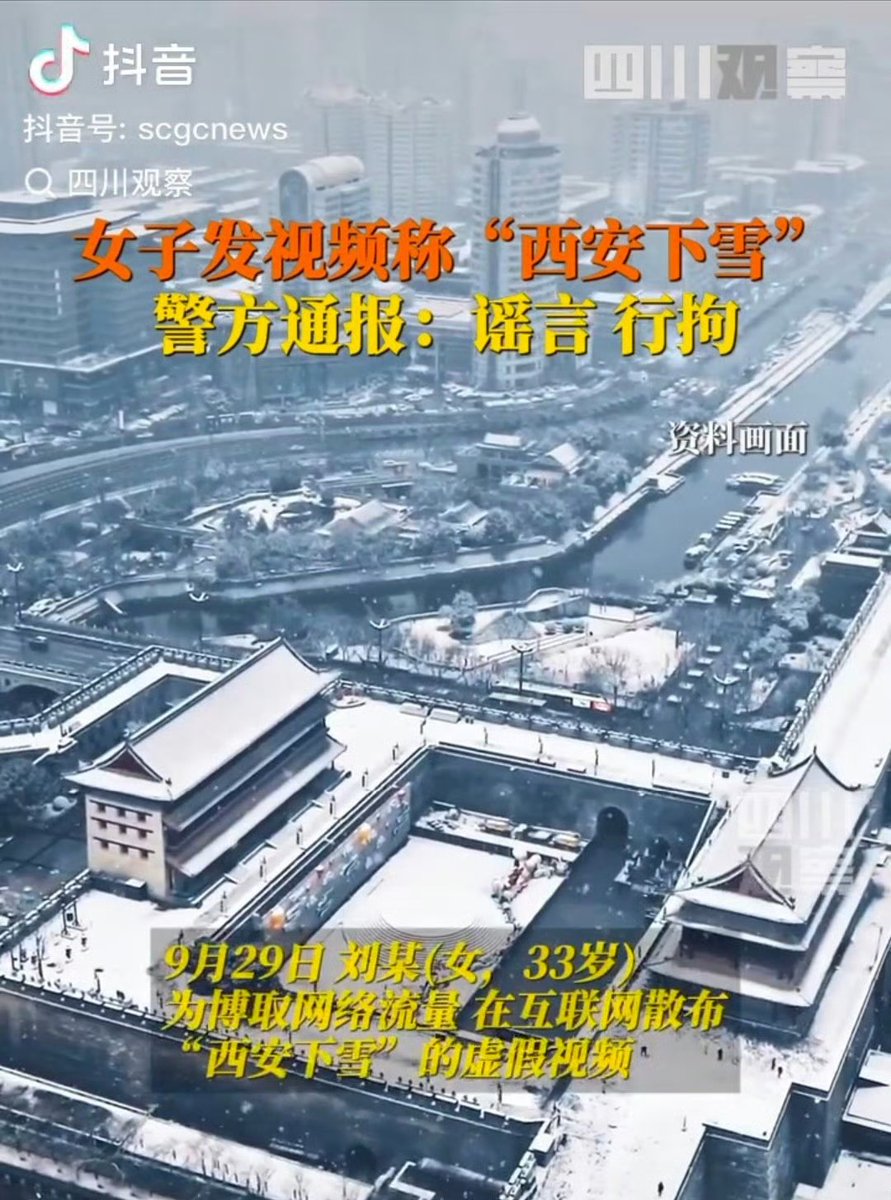 抖音
四川观察
抖音号: scgcnews
四川观察
女子发视频称“西安下雪”
警方通报：谣言 行拘
资料画面
四川
观察
9月29日 刘某(女，33岁)
为博取网络流量 在互联网散布
“西安下雪”的虚假视频